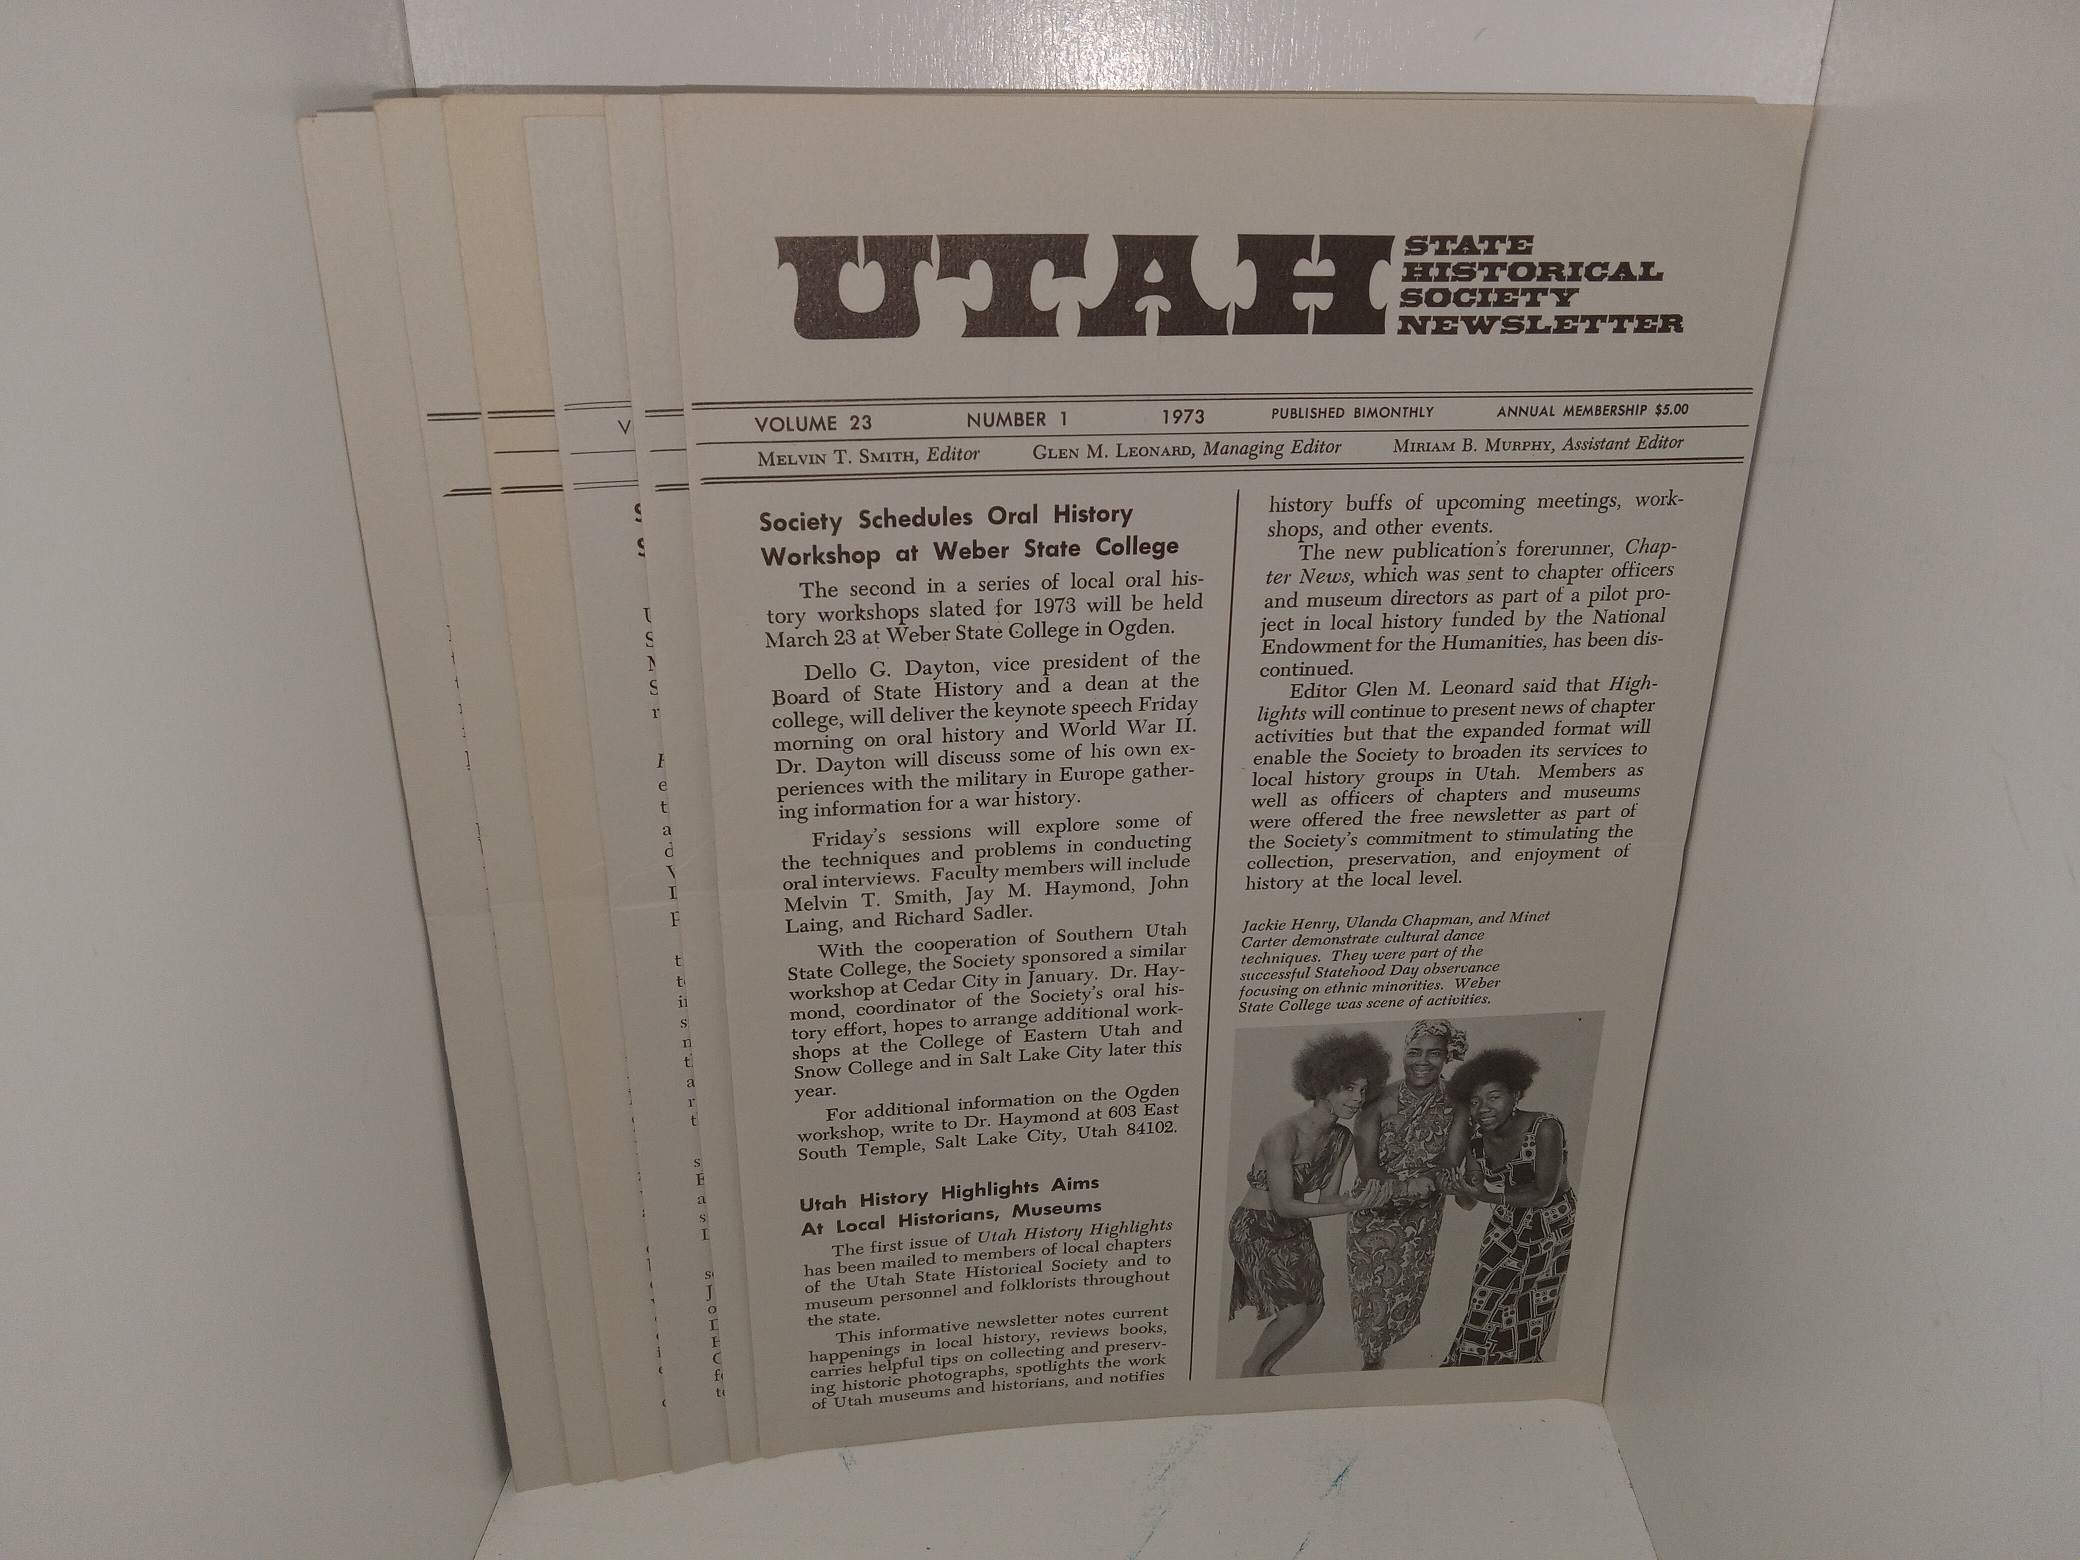 UTAH
STATE
HISTORICAL
SOCIETY
NEWSLETTER
VOLUME 23 NUMBER 1 1973 PUBLISHED BIMONTHLY ANNUAL MEMBERSHIP $5.00
MELVIN T. SMITH, Editor GLEN M. LEONARD, Managing Editor MIRIAM B. MURPHY, Assistant Editor
Society Schedules Oral History
Workshop at Weber State College
The second in a series of local oral his-
tory workshops slated for 1973 will be held
March 23 at Weber State College in Ogden.
Dello G. Dayton, vice president of the
Board of State History and a dean at the
college, will deliver the keynote speech Friday
morning on oral history and World War II.
Dr. Dayton will discuss some of his own ex-
periences with the military in Europe gather-
ing information for a war history.
Friday's sessions will explore some of
the techniques and problems in conducting
oral interviews. Faculty members will include
Melvin T. Smith, Jay M. Haymond, John
Laing, and Richard Sadler.
With the cooperation of Southern Utah
State College, the Society sponsored a similar
workshop at Cedar City in January. Dr. Hay-
mond, coordinator of the Society's oral his-
tory effort, hopes to arrange additional work-
shops at the College of Eastern Utah and
Snow College and in Salt Lake City later this
year.
For additional information on the Ogden
workshop, write to Dr. Haymond at 603 East
South Temple, Salt Lake City, Utah 84102.
Utah History Highlights Aims
At Local Historians, Museums
The first issue of Utah History Highlights
has been mailed to members of local chapters
of the Utah State Historical Society and to
museum personnel and folklorists throughout
the state.
This informative newsletter notes current
happenings in local history, reviews books,
carries helpful tips on collecting and preserv-
ing historic photographs, spotlights the work
of Utah museums and historians, and notifies
history buffs of upcoming meetings, work-
shops, and other events.
The new publication's forerunner, Chap-
ter News, which was sent to chapter officers
and museum directors as part of a pilot pro-
ject in local history funded by the National
Endowment for the Humanities, has been dis-
continued.
Editor Glen M. Leonard said that High-
lights will continue to present news of chapter
activities but that the expanded format will
enable the Society to broaden its services to
local history groups in Utah. Members as
well as officers of chapters and museums
were offered the free newsletter as part of
the Society's commitment to stimulating the
collection, preservation, and enjoyment of
history at the local level.
Jackie Henry, Ulanda Chapman, and Minet
Carter demonstrate cultural dance
techniques. They were part of the
successful Statehood Day observance
focusing on ethnic minorities. Weber
State College was scene of activities.